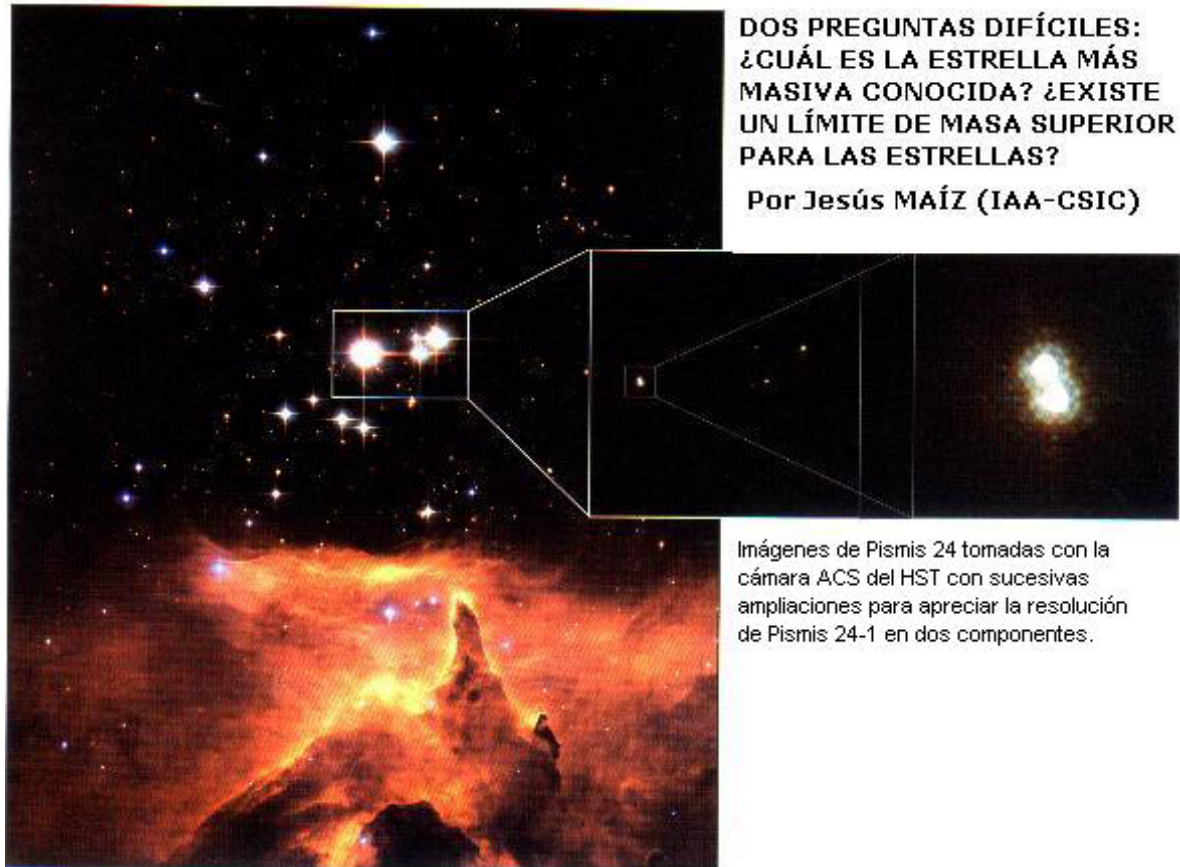 DOS PREGUNTAS DIFÍCILES:
¿CUÁL ES LA ESTRELLA MÁS
MASIVA CONOCIDA? ¿EXISTE
UN LÍMITE DE MASA SUPERIOR
PARA LAS ESTRELLAS?
Por Jesús MAÍZ (IAA-CSIC)
Imágenes de Pismis 24 tomadas con la
cámara ACS del HST con sucesivas
ampliaciones para apreciar la resolución
de Pismis 24-1 en dos componentes.